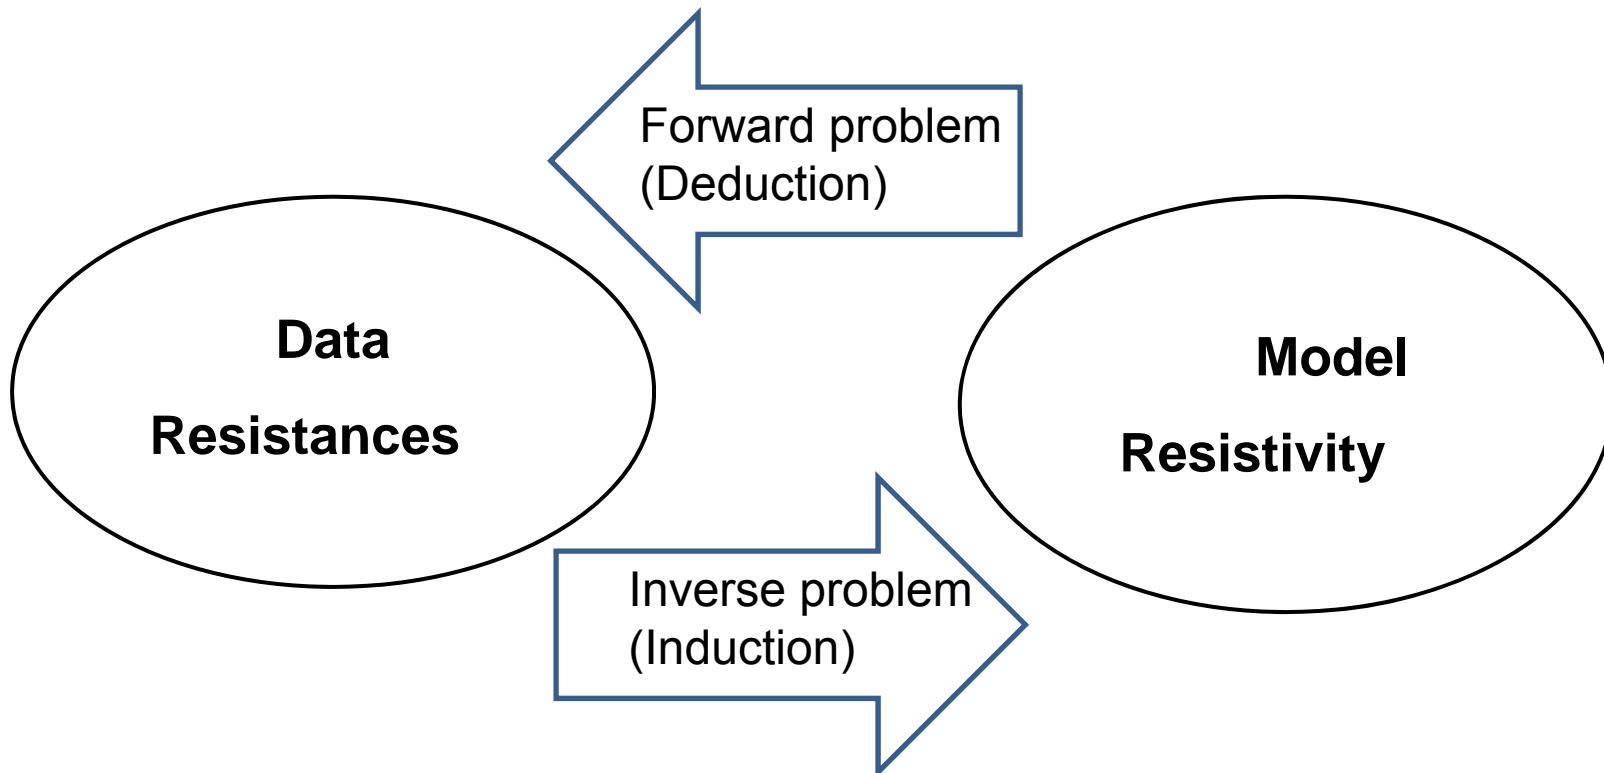 Forward problem
(Deduction)
Data
Resistances
Model
Resistivity
Inverse problem
(Induction)